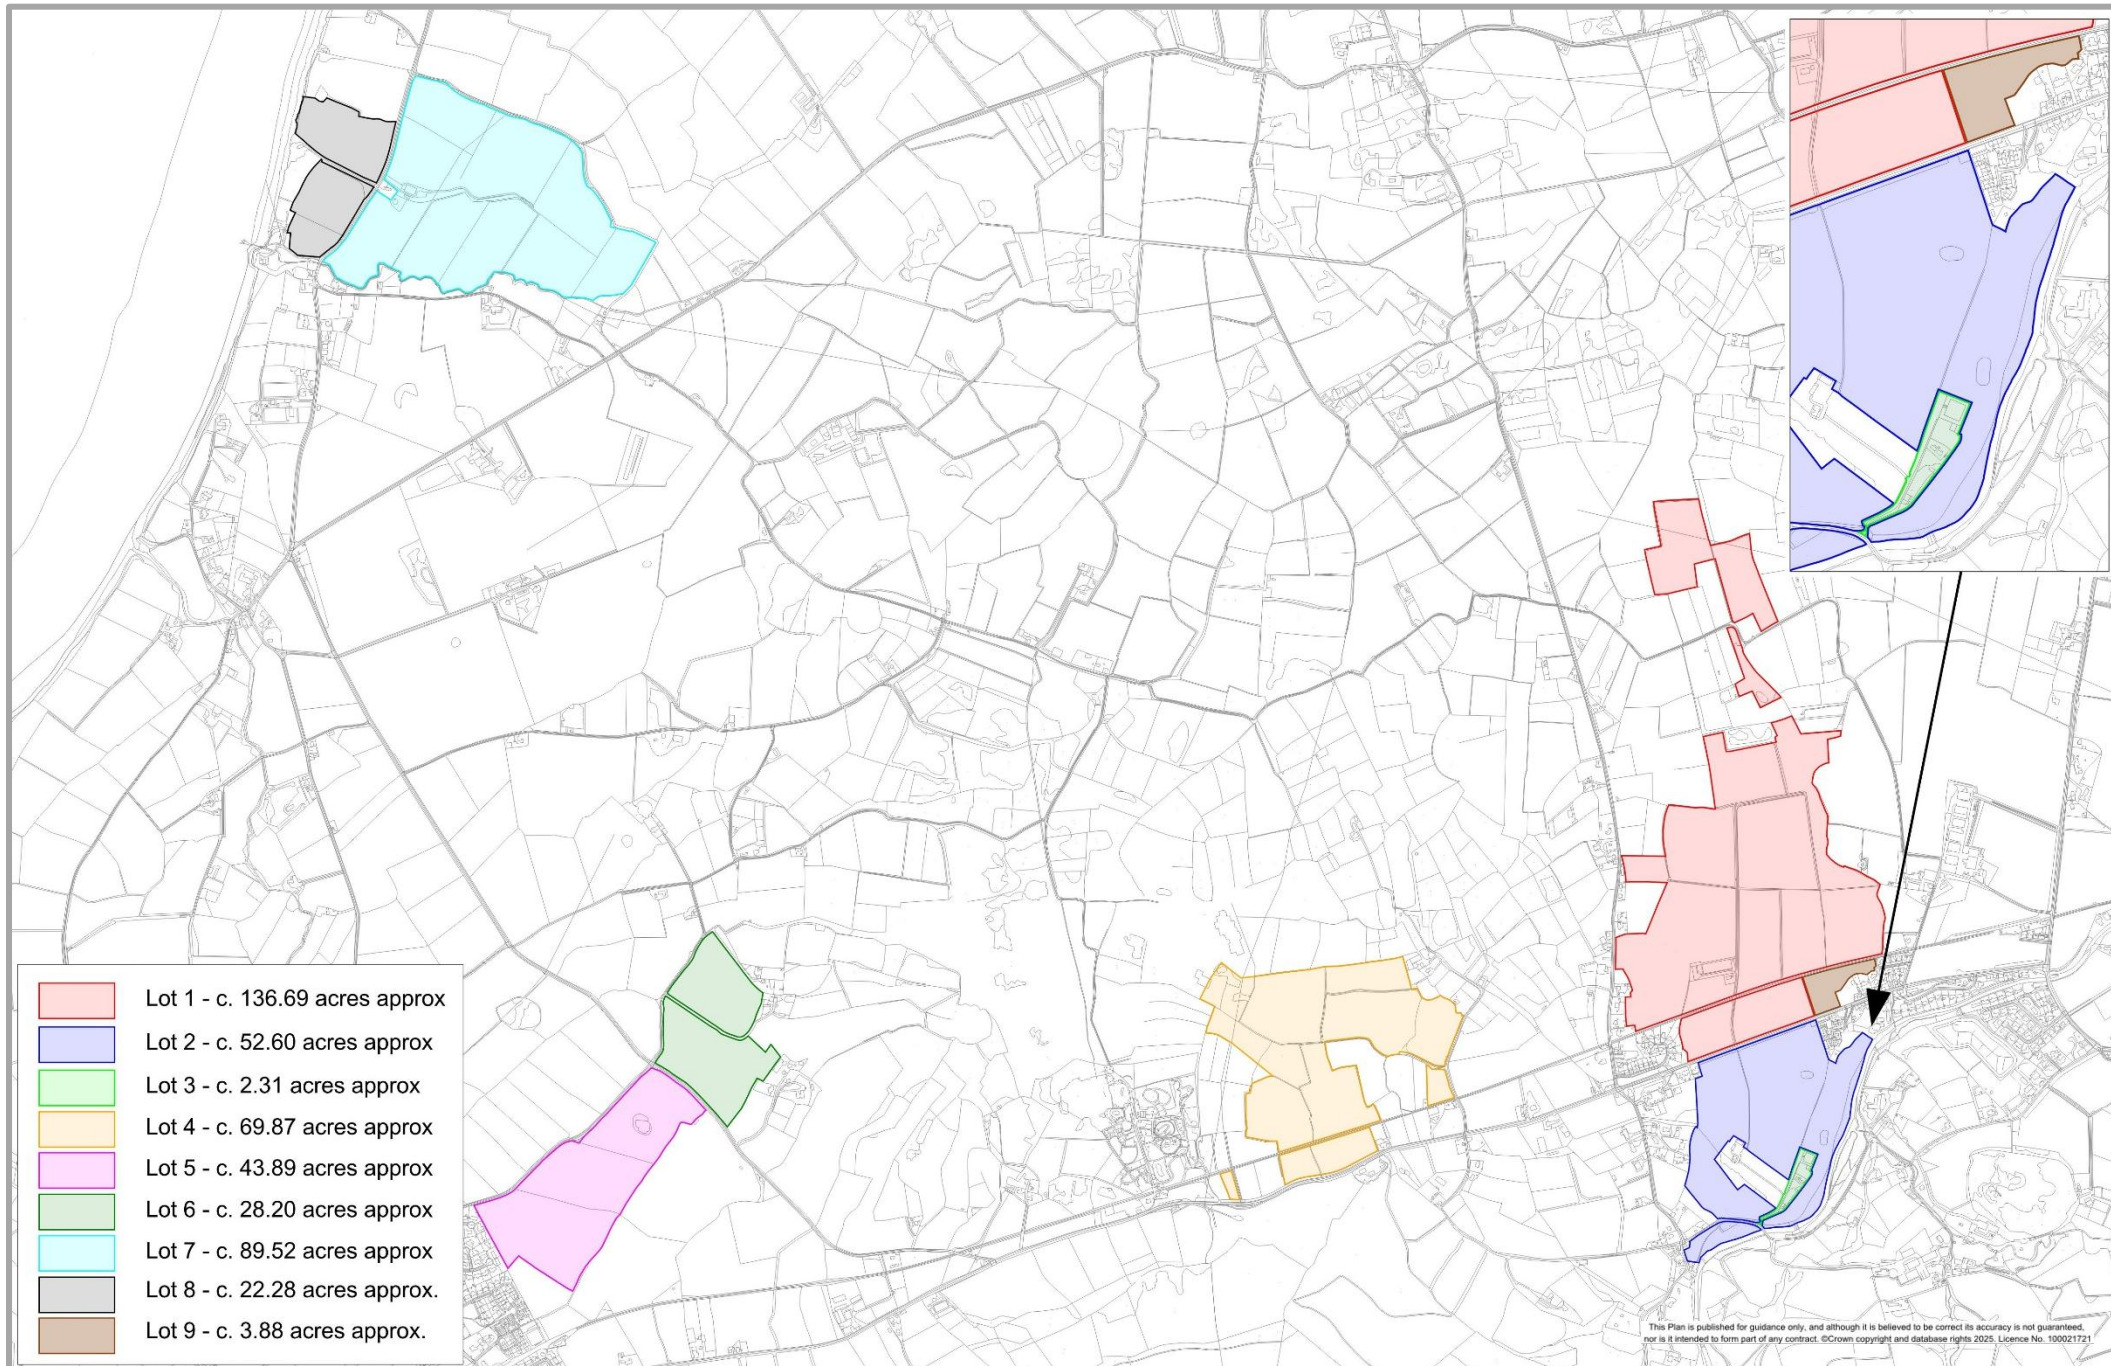 Lot 1 - c. 136.69 acres approx
Lot 2 - c. 52.60 acres approx
Lot 3 - c. 2.31 acres approx
Lot 4 - c. 69.87 acres approx
Lot 5 - c. 43.89 acres approx
Lot 6 - c. 28.20 acres approx
Lot 7 - c. 89.52 acres approx
Lot 8 - c. 22.28 acres approx.
Lot 9 - c. 3.88 acres approx.
This Plan is published for guidance only, and although it is believed to be correct its accuracy is not guaranteed,
nor is it intended to form part of any contract. ©Crown copyright and database rights 2025. Licence No. 100021721